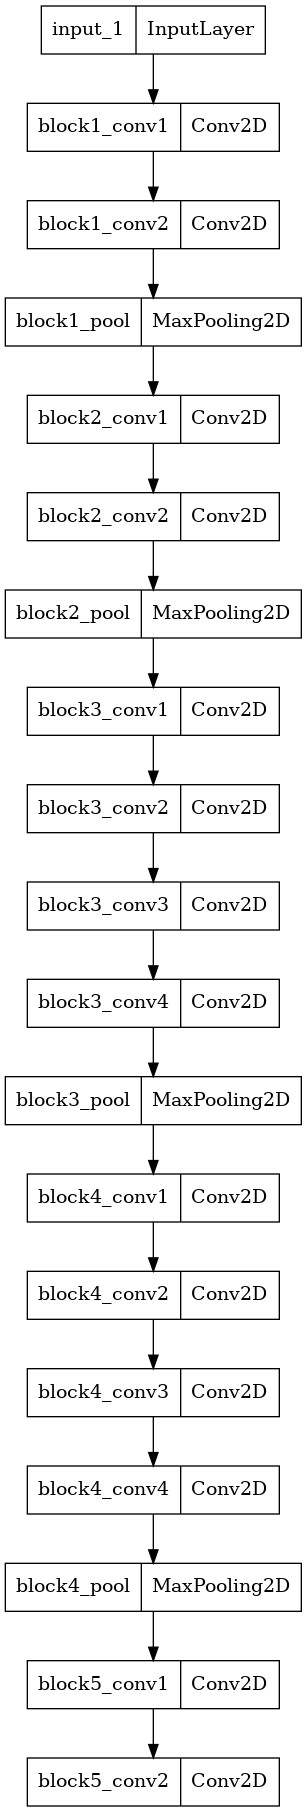 input_1 InputLayer
block1_conv1 Conv2D
block1_conv2 Conv2D
block1_pool MaxPooling2D
block2_conv1 Conv2D
block2_conv2 Conv2D
block2_pool MaxPooling2D
block3_conv1 Conv2D
block3_conv2 Conv2D
block3_conv3 Conv2D
block3_conv4 Conv2D
block3_pool MaxPooling2D
block4_conv1 Conv2D
block4_conv2 Conv2D
block4_conv3 Conv2D
block4_conv4 Conv2D
block4_pool MaxPooling2D
block5_conv1 Conv2D
block5_conv2 Conv2D